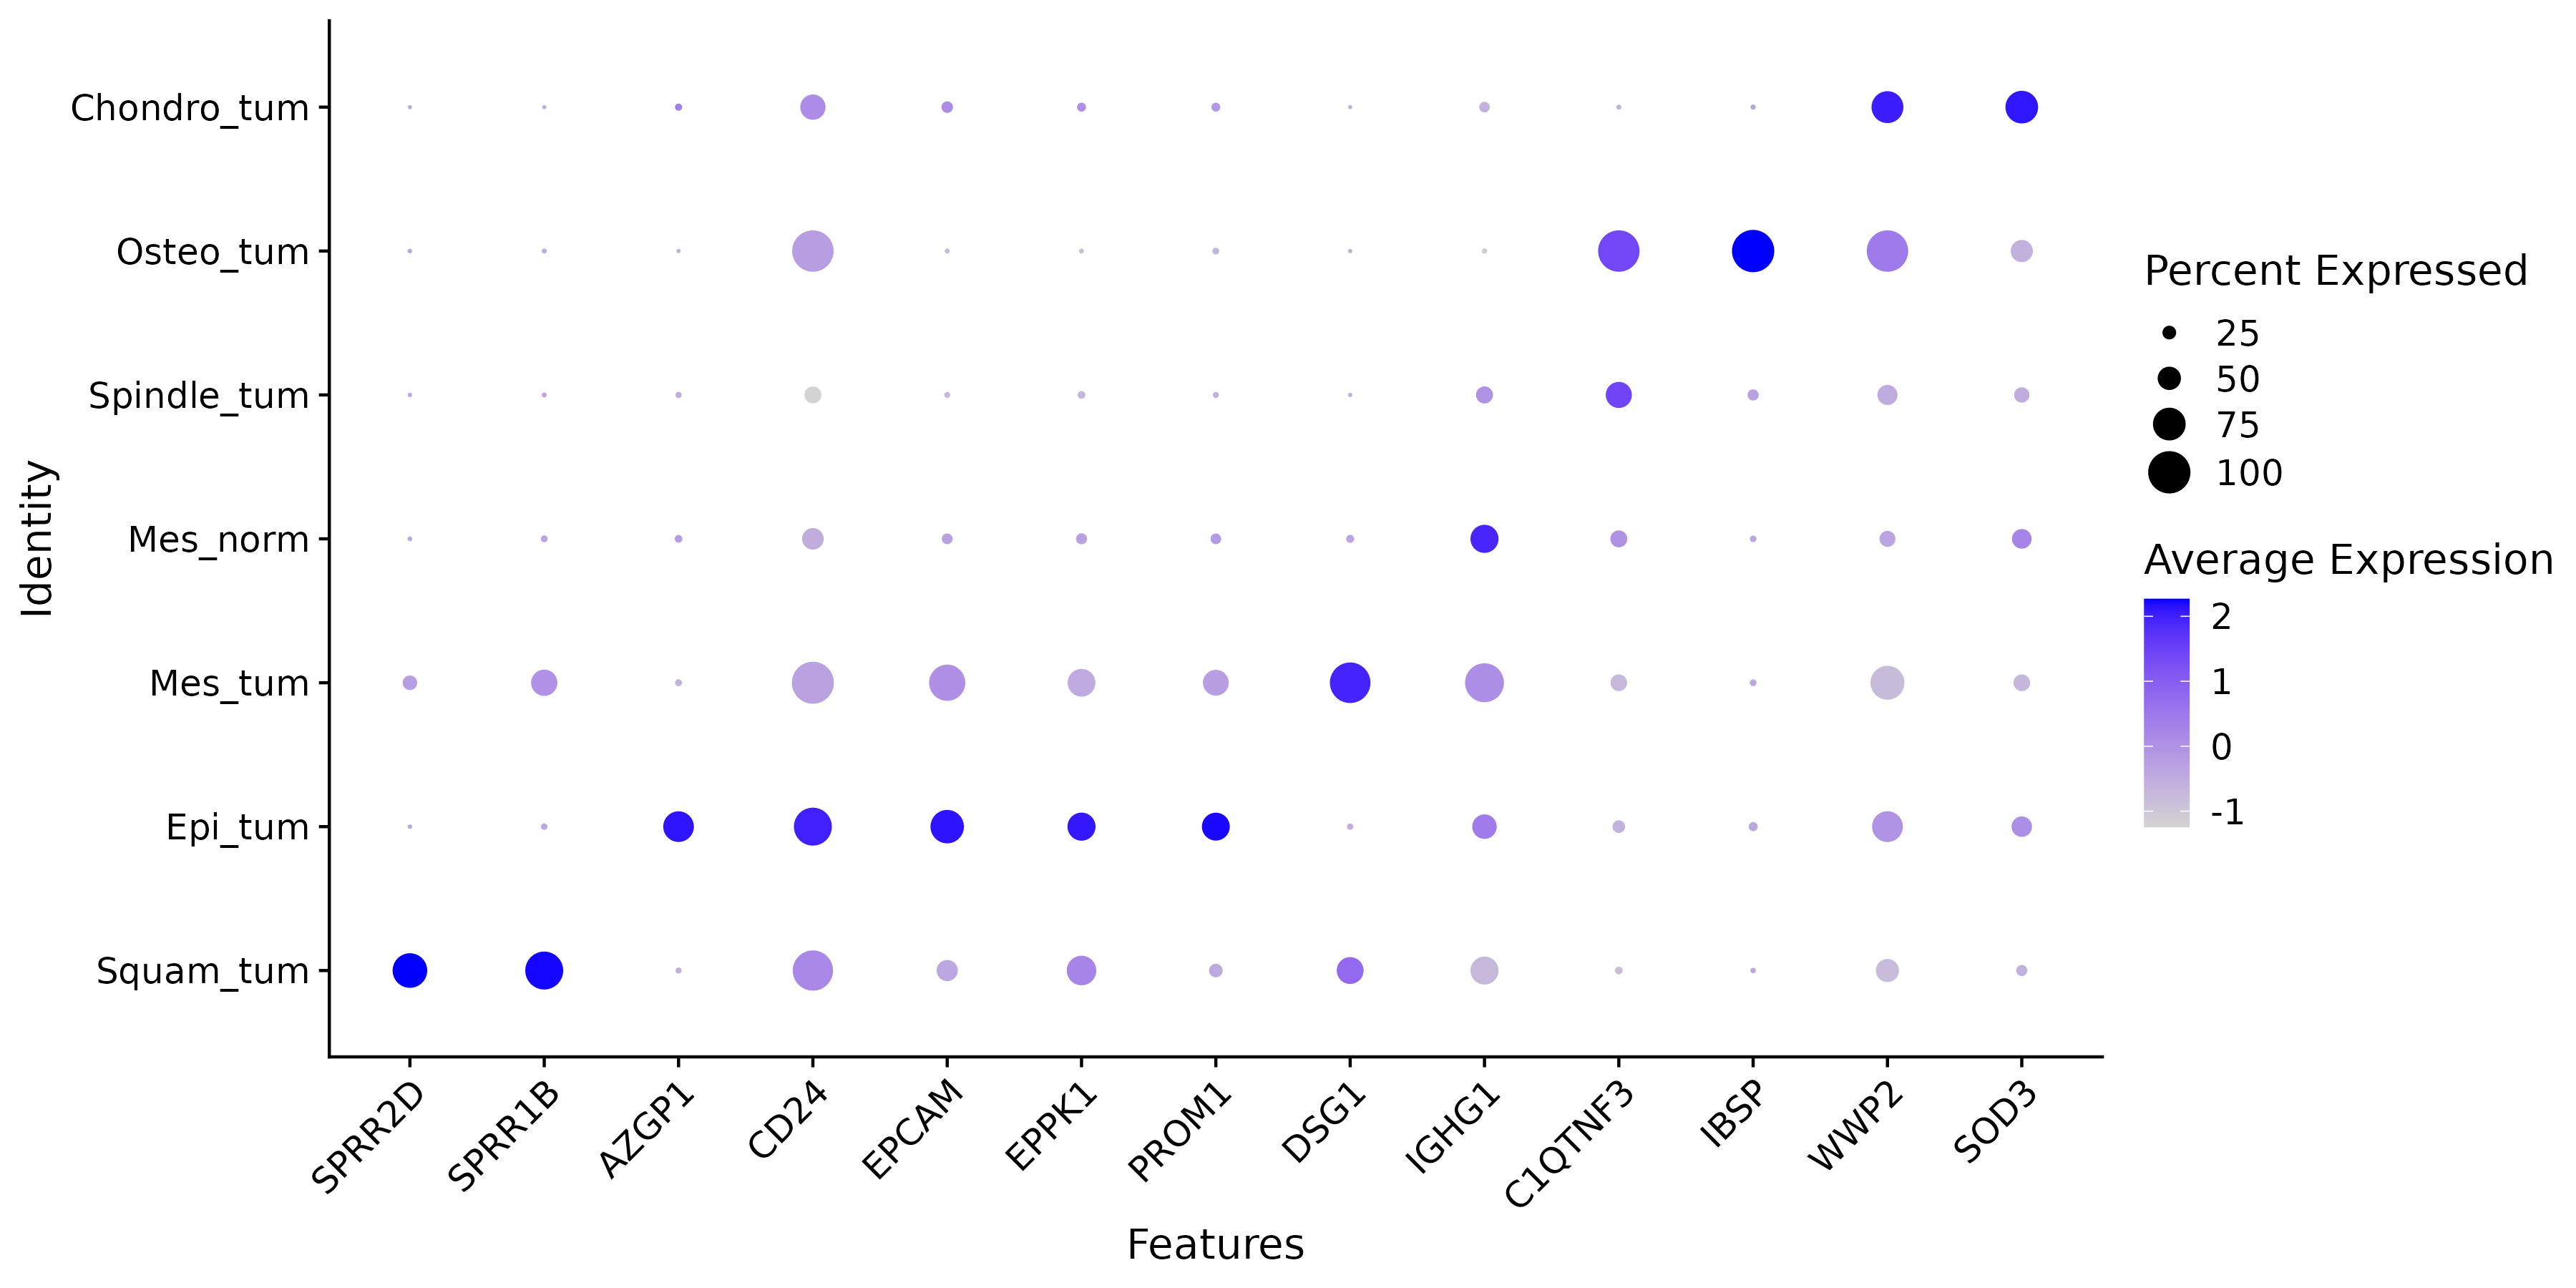 Chondro_tum
Osteo_tum
Spindle_tum
Mes_norm
Mes_tum
Epi_tum
Squam_tum
Identity
SPRR2D
SPRR1B
AZGP1
CD24
EPCAM
EPPK1
PROM1
DSG1
IGHG1
C1QTNF3
IBSP
WWP2
SOD3
Features
Percent Expressed
25
50
75
100
Average Expression
2
1
0
-1